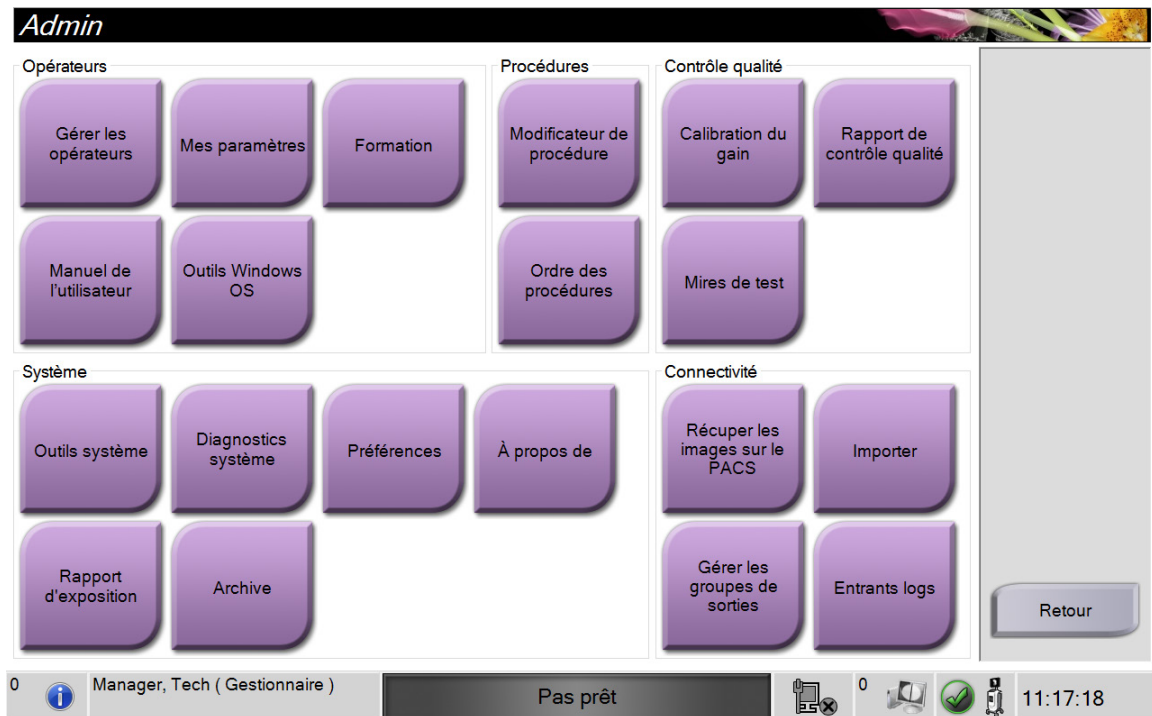 Admin
Opérateurs
Gérer les
opérateurs
Mes paramètres
Formation
Manuel de
l'utilisateur
Outils Windows
OS
Procédures
Modificateur de
procédure
Ordre des
procédures
Contrôle qualité
Calibration du
gain
Rapport de
contrôle qualité
Mires de test
Système
Outils système
Diagnostics
système
Préférences
À propos de
Rapport
d'exposition
Archive
Connectivité
Récuper les
images sur le
PACS
Importer
Gérer les
groupes de
sorties
Entrants logs
Retour
0
Manager, Tech ( Gestionnaire )
Pas prêt
0
11:17:18